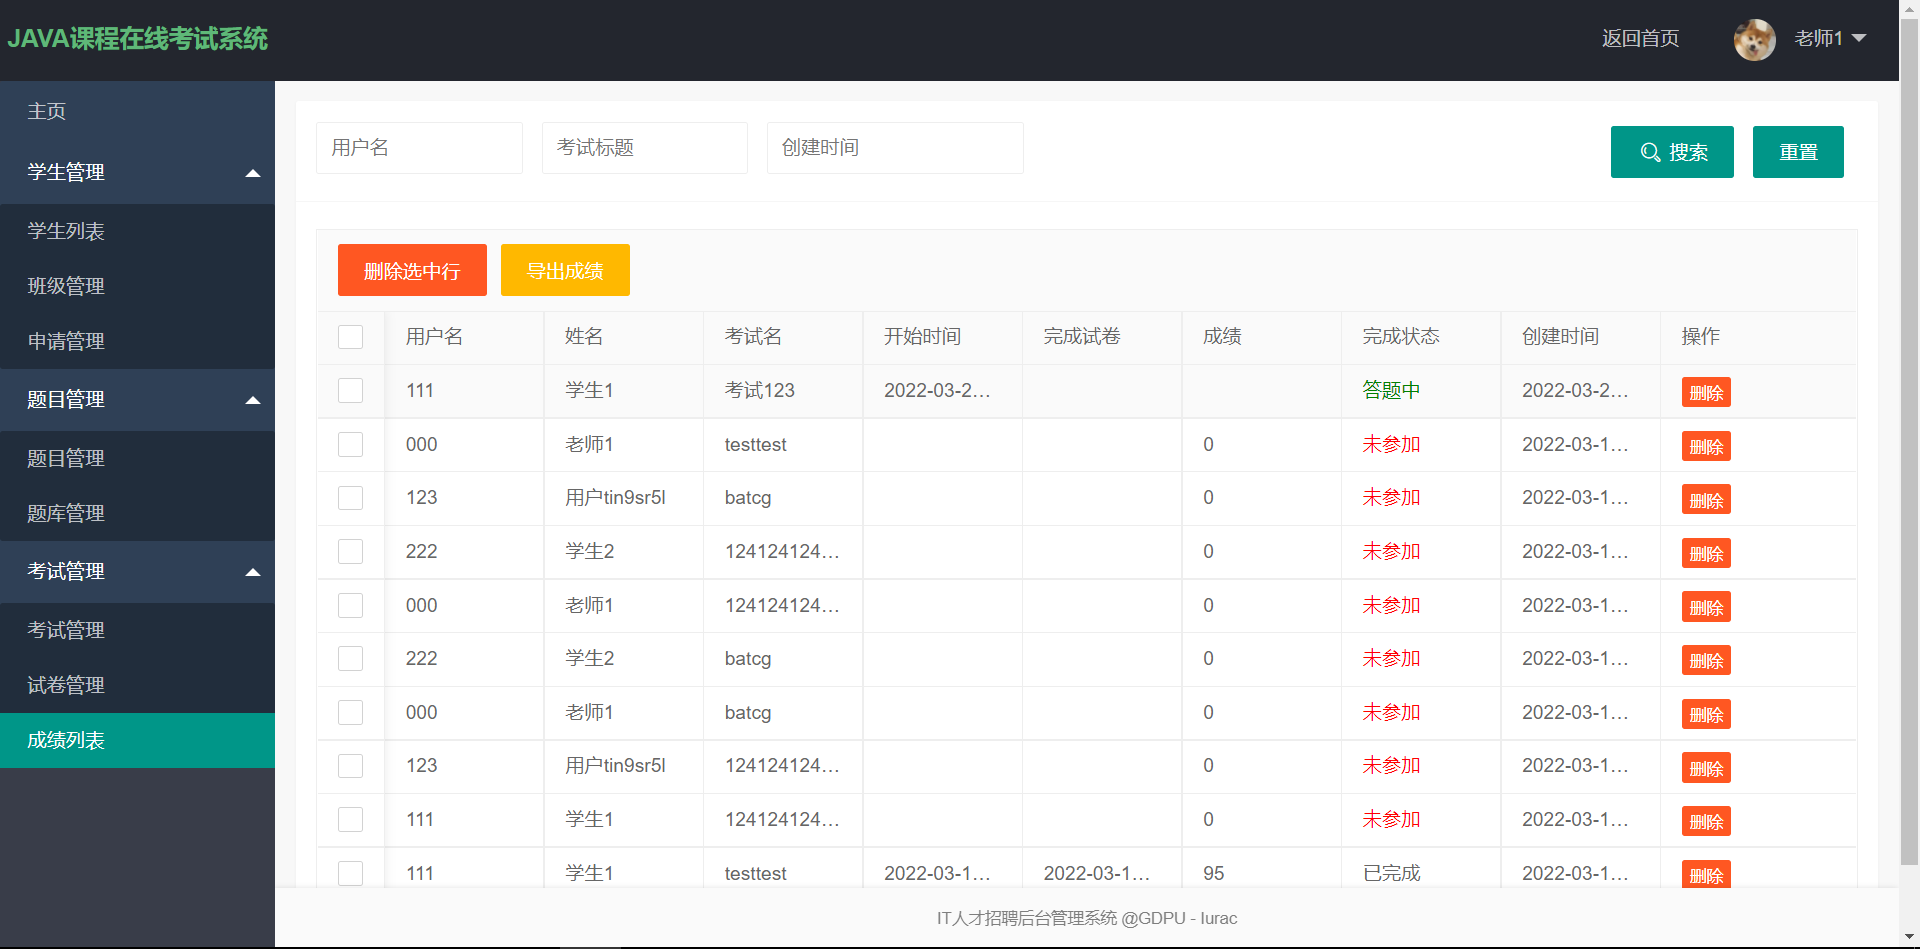 JAVA课程在线考试系统
返回首页
老师1
主页
学生管理
学生列表
班级管理
申请管理
题目管理
题目管理
题库管理
考试管理
考试管理
试卷管理
成绩列表
用户名 考试标题 创建时间 搜索 重置
删除选中行 导出成绩
用户名 姓名 考试名 开始时间 完成试卷 成绩 完成状态 创建时间 操作
111 学生1 考试123 2022-03-2... 答题中 2022-03-2... 删除
000 老师1 testtest 0 未参加 2022-03-1... 删除
123 用户tin9sr5l batcg 0 未参加 2022-03-1... 删除
222 学生2 124124124... 0 未参加 2022-03-1... 删除
000 老师1 124124124... 0 未参加 2022-03-1... 删除
222 学生2 batcg 0 未参加 2022-03-1... 删除
000 老师1 batcg 0 未参加 2022-03-1... 删除
123 用户tin9sr5l 124124124... 0 未参加 2022-03-1... 删除
111 学生1 124124124... 0 未参加 2022-03-1... 删除
111 学生1 testtest 2022-03-1... 2022-03-1... 95 已完成 2022-03-1... 删除
IT人才招聘后台管理系统 @GDPU - lurac